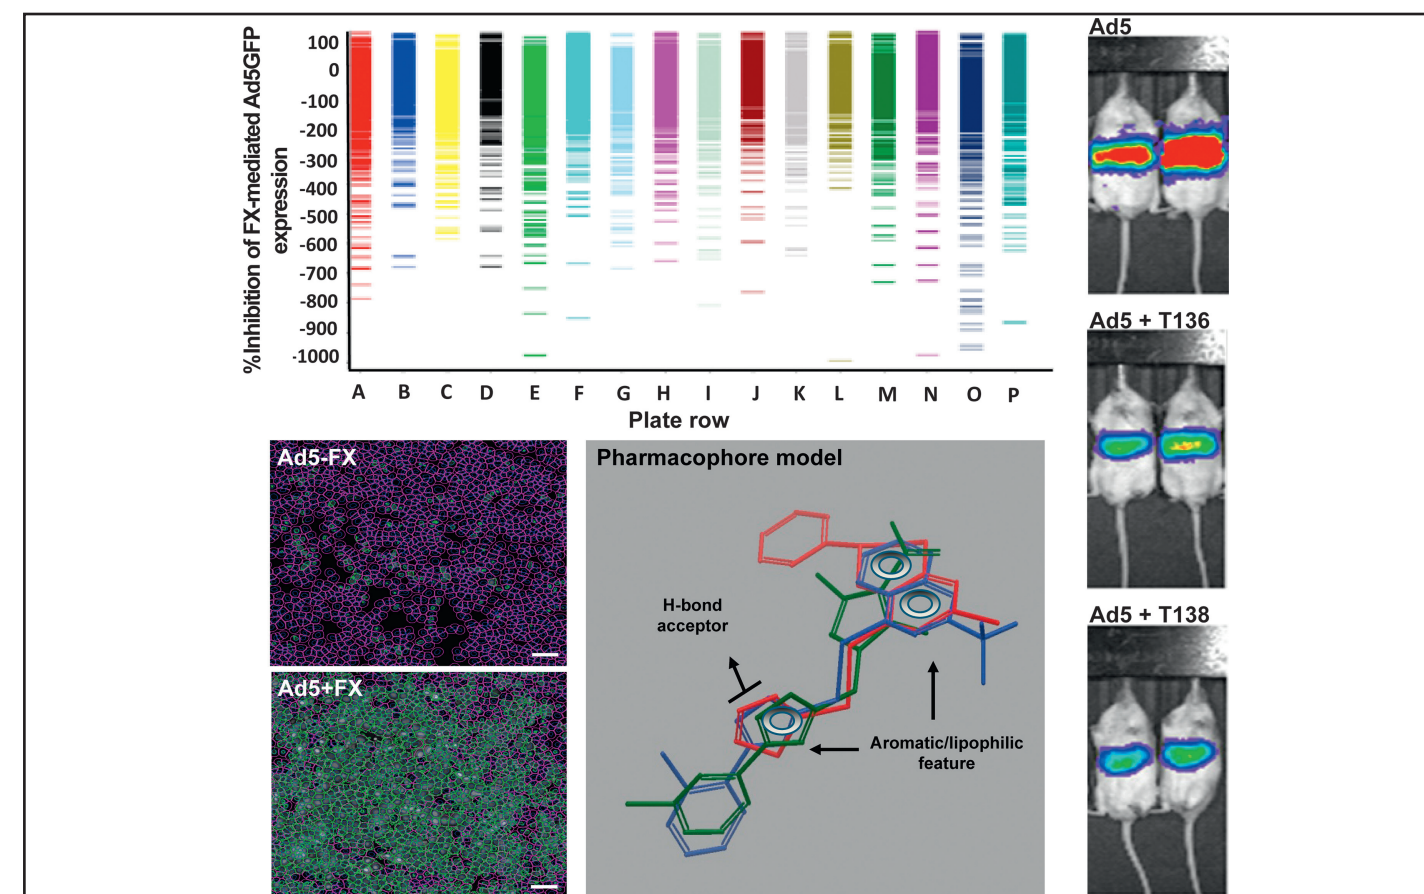 %Inhibition of FX-mediated Ad5GFP
expression
100
0
-100
-200
-300
-400
-500
-600
-700
-800
-900
-1000
A B C D E F G H I J K L M N O P
Plate row
Ad5
Ad5 + T136
Ad5 + T138
Ad5-FX
Ad5+FX
Pharmacophore model
H-bond
acceptor
Aromatic/lipophilic
feature